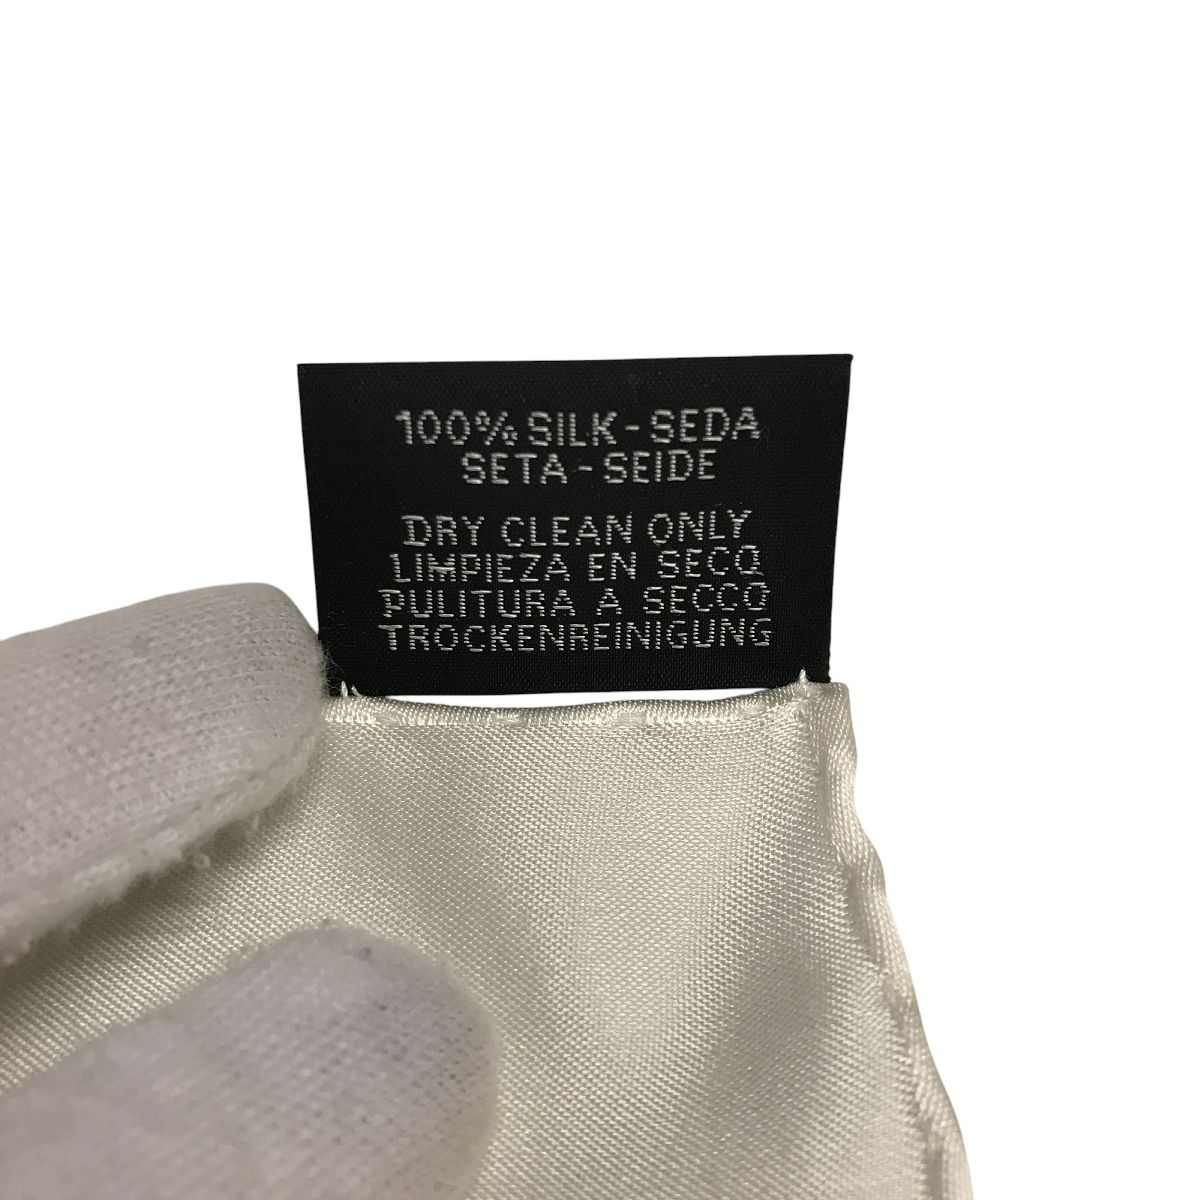 100% SILK - SEDA
SETA - SEIDE
DRY CLEAN ONLY
LIMPIEZA EN SECO
PULITURA A SECCO
TROCKENREINIGUNG